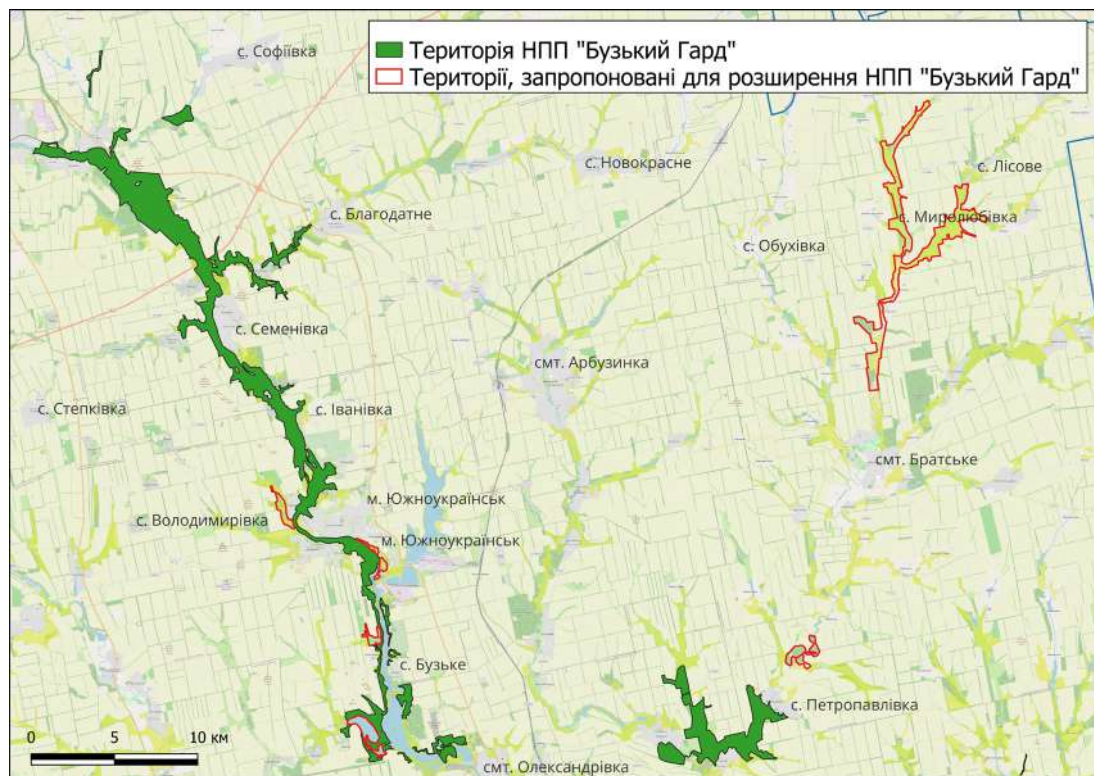 Територія НПП "Бузький Гард"
Території, запропоновані для розширення НПП "Бузький Гард"
с. Софіївка
с. Новокрасне
с. Лісове
с. Благодатне
с. Миролюбівка
с. Обухівка
с. Семенівка
смт. Арбузинка
с. Степківка
с. Іванівка
смт. Братське
м. Южноукраїнськ
с. Володимирівка
м. Южноукраїнськ
с. Бузьке
с. Петропавлівка
0 5 10 км
смт. Олександрівка